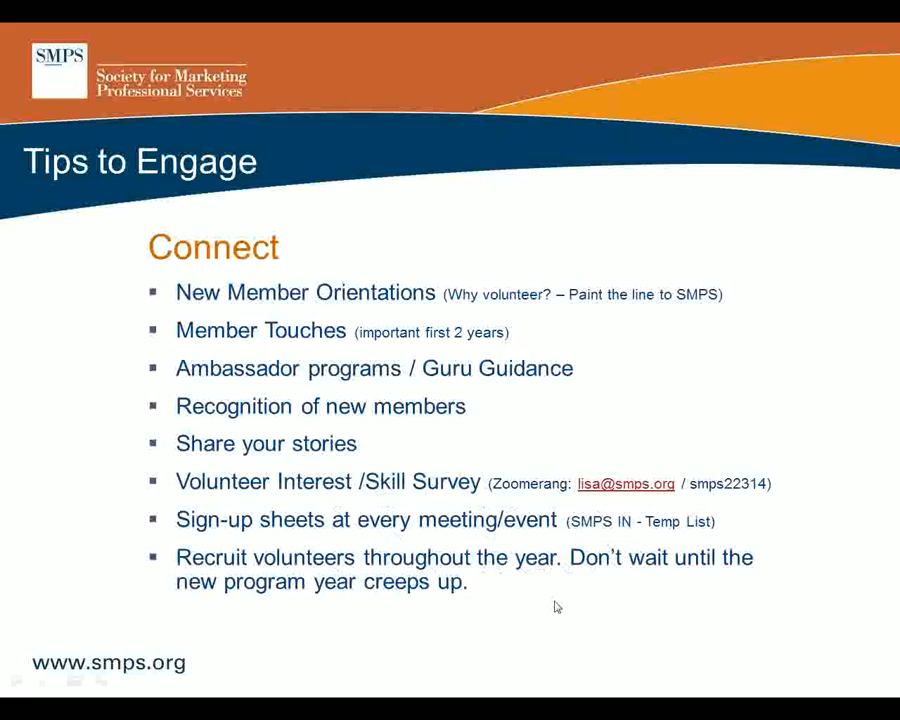 SMPS
Society for Marketing
Professional Services
Tips to Engage
Connect
▪ New Member Orientations (Why volunteer? – Paint the line to SMPS)
▪ Member Touches (important first 2 years)
▪ Ambassador programs / Guru Guidance
▪ Recognition of new members
▪ Share your stories
▪ Volunteer Interest /Skill Survey (Zoomerang: lisa@smps.org / smps22314)
▪ Sign-up sheets at every meeting/event (SMPS IN - Temp List)
▪ Recruit volunteers throughout the year. Don't wait until the
new program year creeps up.
www.smps.org